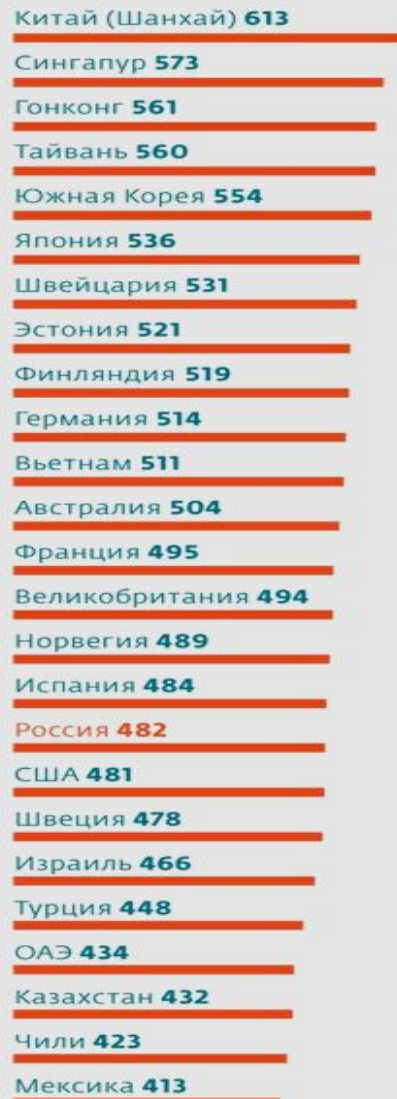 Китай (Шанхай) 613
Сингапур 573
Гонконг 561
Тайвань 560
Южная Корея 554
Япония 536
Швейцария 531
Эстония 521
Финляндия 519
Германия 514
Вьетнам 511
Австралия 504
Франция 495
Великобритания 494
Норвегия 489
Испания 484
Россия 482
США 481
Швеция 478
Израиль 466
Турция 448
ОАЭ 434
Казахстан 432
Чили 423
Мексика 413